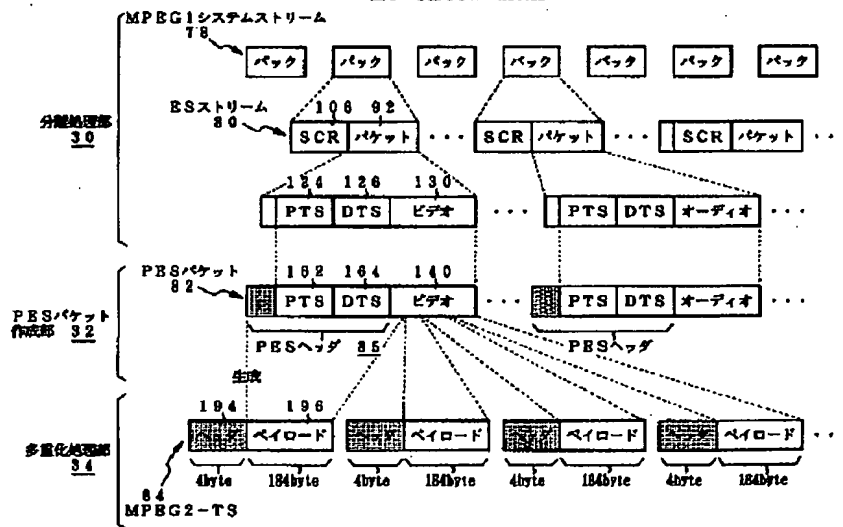 MPEG1システムストリーム
78
パック パック パック パック パック パック パック
ESストリーム 106 92
80
SCR パケット ・・・ SCR パケット ・・・ SCR パケット ・・
分離処理部
30
124 126 130
PTS DTS ビデオ ・・・ PTS DTS オーディオ ・・・
PESパケット 162 164 140
82
PTS DTS ビデオ ・・・ PTS DTS オーディオ ・・・
PESパケット
作成部 32
PESヘッダ 85 PESヘッダ
生成
194 196
ペイロード ペイロード ペイロード ペイロード ・・
多重化処理部
34
4byte 184byte 4byte 184byte 4byte 184byte 4byte 184byte
84
MPEG2-TS